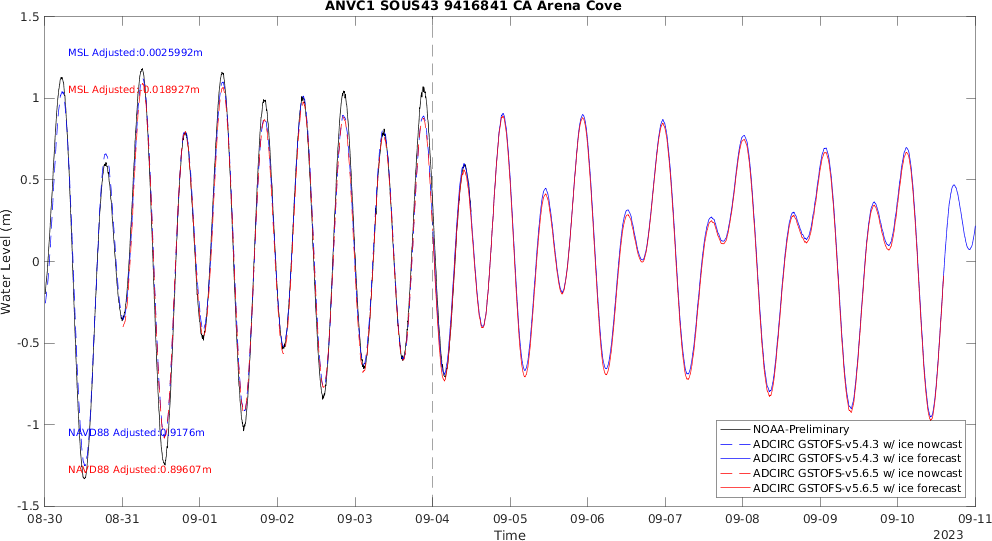 ANVC1 SOUS43 9416841 CA Arena Cove
1.5
1
0.5
0
-0.5
-1
-1.5
Water Level (m)
MSL Adjusted:0.0025992m
MSL Adjusted:-0.018927m
NAVD88 Adjusted:0.9176m
NAVD88 Adjusted:0.89607m
NOAA-Preliminary
ADCIRC GSTOFS-v5.4.3 w/ ice nowcast
ADCIRC GSTOFS-v5.4.3 w/ ice forecast
ADCIRC GSTOFS-v5.6.5 w/ ice nowcast
ADCIRC GSTOFS-v5.6.5 w/ ice forecast
08-30 08-31 09-01 09-02 09-03 09-04 09-05 09-06 09-07 09-08 09-09 09-10 09-11
Time
2023